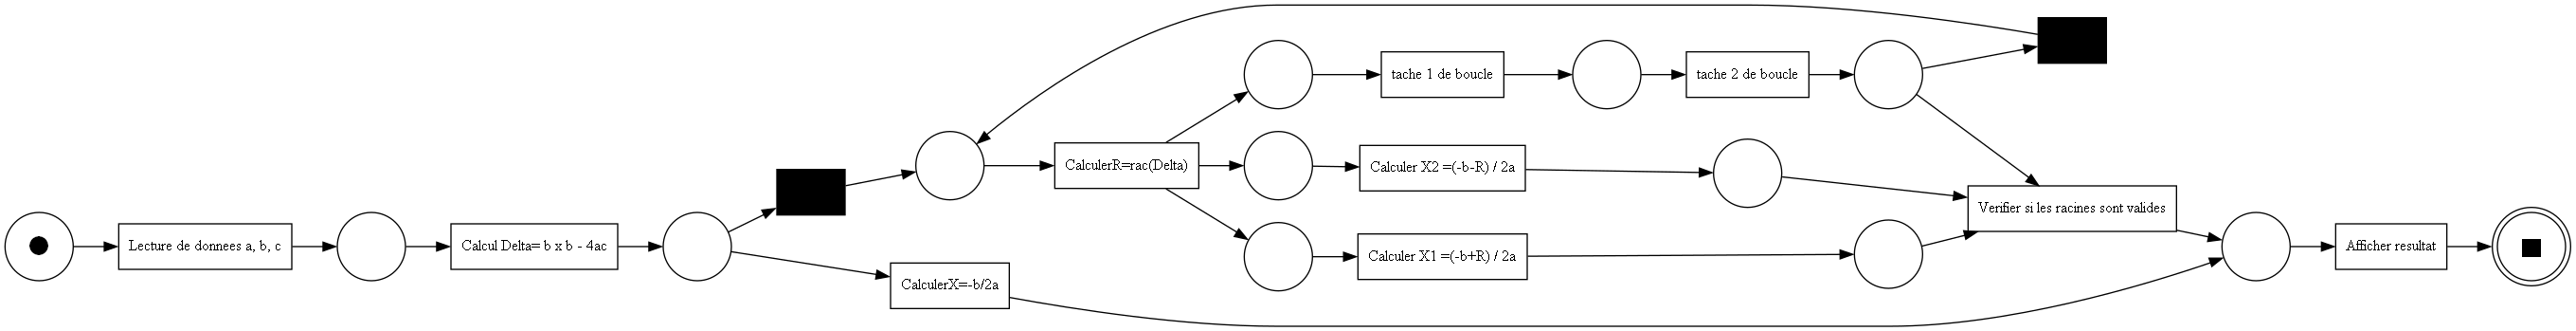 tache 1 de boucle
tache 2 de boucle
CalculerR=rac(Delta)
Calculer X2 =(-b-R) / 2a
Verifier si les racines sont valides
Lecture de donnees a, b, c
Calcul Delta= b x b - 4ac
Calculer X1 =(-b+R) / 2a
Afficher resultat
CalculerX=-b/2a